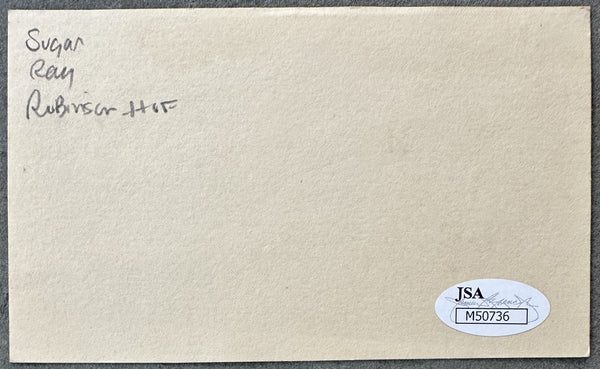 Sugar
Ray
Robinson HOF
JSA
M50736